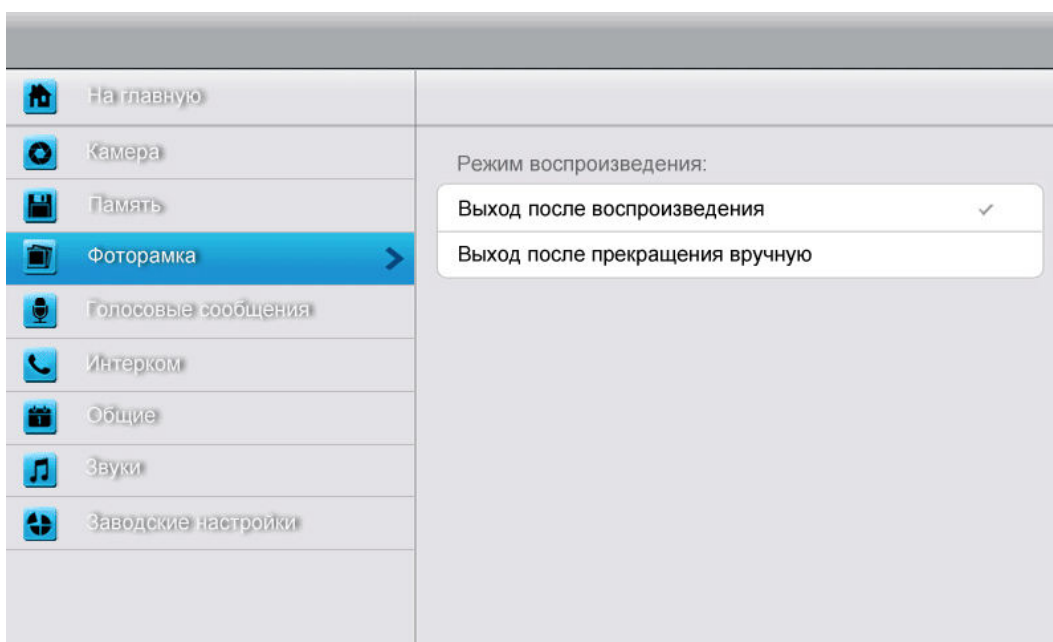 На главную
Камера
Память
Фоторамка
Голосовые сообщения
Интерком
Общие
Звуки
Заводские настройки
Режим воспроизведения:
Выход после воспроизведения
Выход после прекращения вручную